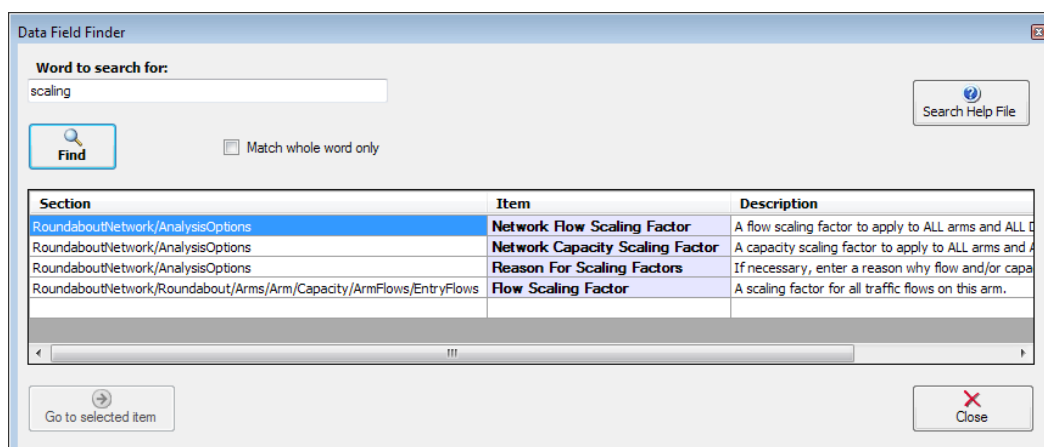 Data Field Finder
Word to search for:
scaling
Search Help File
Find
Match whole word only
Section Item Description
RoundaboutNetwork/AnalysisOptions Network Flow Scaling Factor A flow scaling factor to apply to ALL arms and ALL
RoundaboutNetwork/AnalysisOptions Network Capacity Scaling Factor A capacity scaling factor to apply to ALL arms and
RoundaboutNetwork/AnalysisOptions Reason For Scaling Factors If necessary, enter a reason why flow and/or
RoundaboutNetwork/Roundabout/Arms/Arm/Capacity/ArmFlows/EntryFlows Flow Scaling Factor A scaling factor for all traffic flows on this arm.
Go to selected item
Close